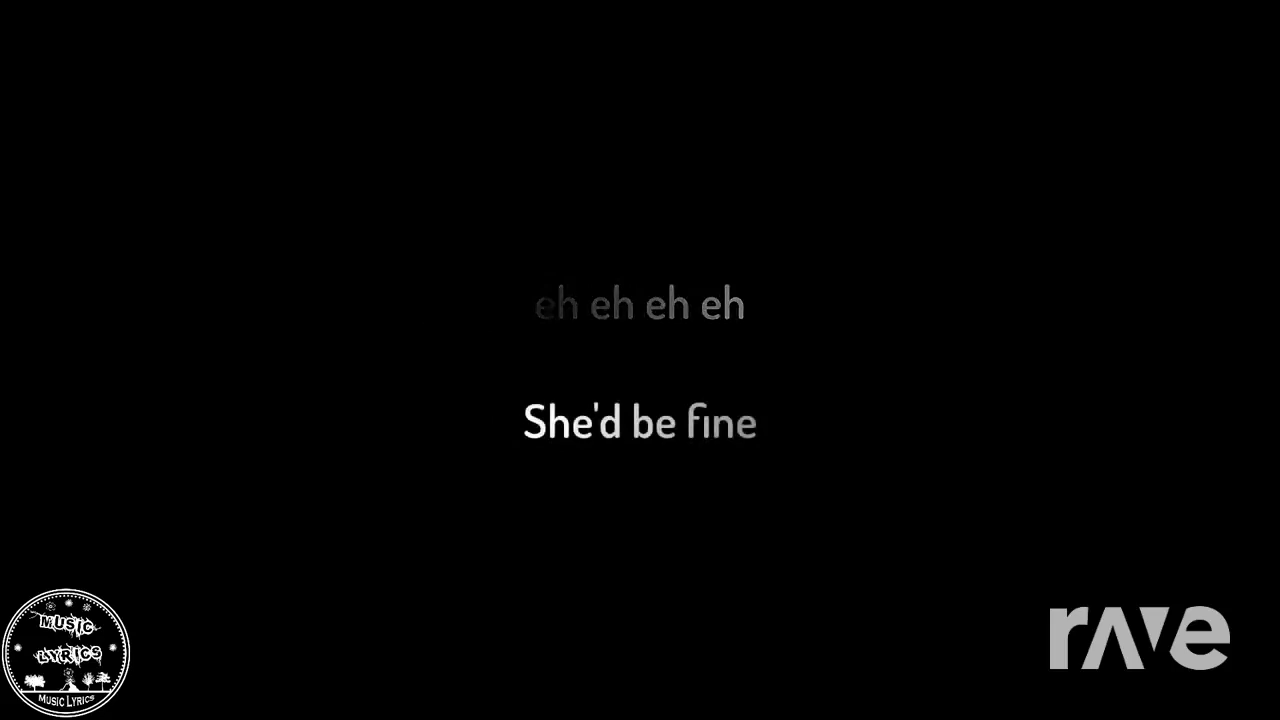 eh eh eh eh
She'd be fine
MUSIC
LYRICS
MUSIC LYRICS
rave